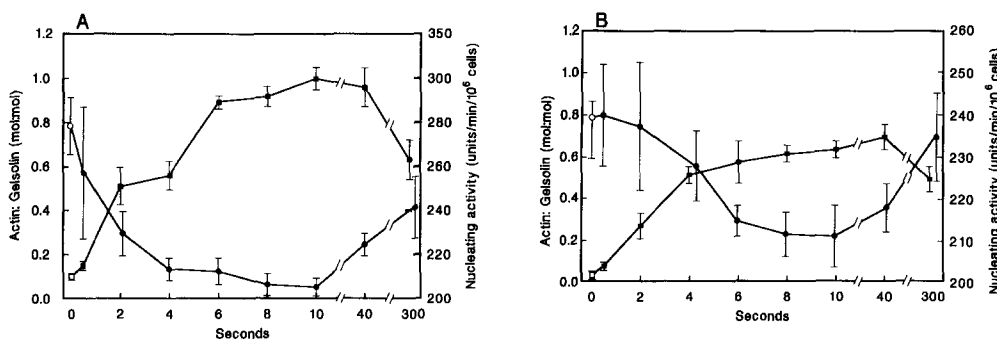 A
1.2
1.0
0.8
0.6
0.4
0.2
0.0
Actin: Gelsolin (mol:mol)
350
300
280
260
240
220
200
Nucleating activity (units/min/10⁶ cells)
0 2 4 6 8 10 40 300
Seconds
B
1.2
1.0
0.8
0.6
0.4
0.2
0.0
Actin: Gelsolin (mol:mol)
260
250
240
230
220
210
200
Nucleating activity (units/min/10⁶ cells)
0 2 4 6 8 10 40 300
Seconds